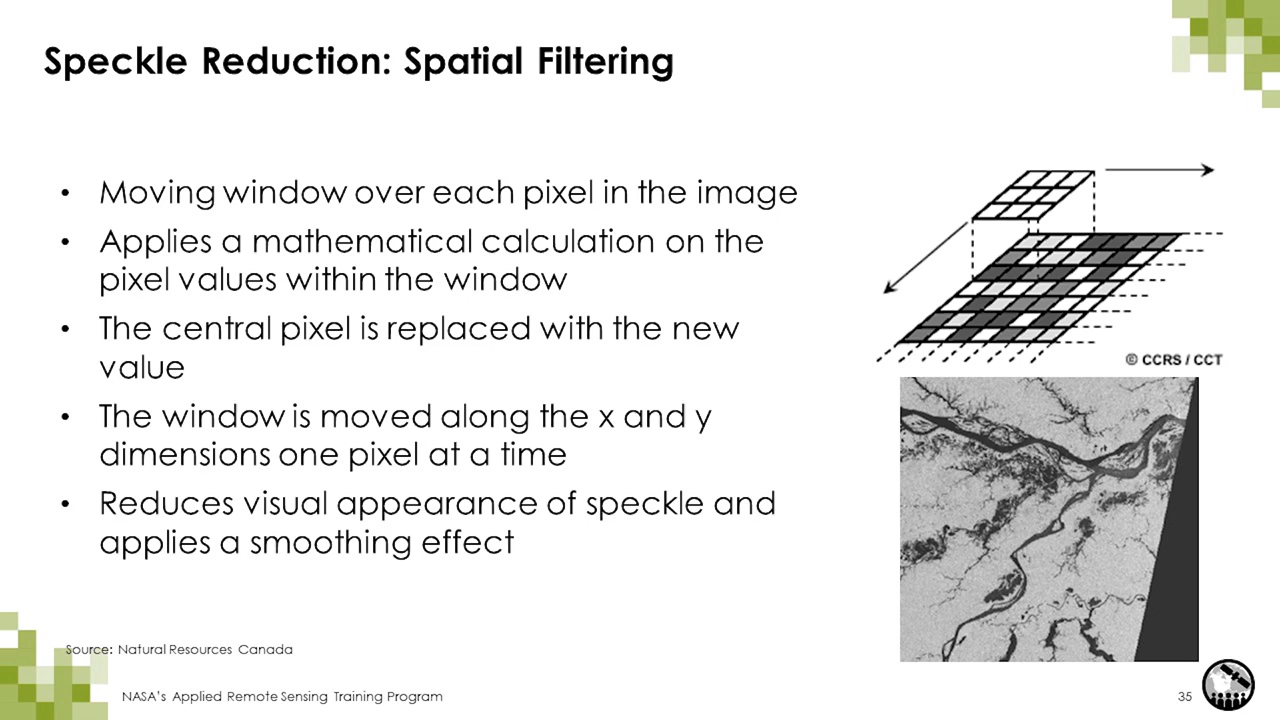 Speckle Reduction: Spatial Filtering
• Moving window over each pixel in the image
• Applies a mathematical calculation on the
pixel values within the window
• The central pixel is replaced with the new
value
• The window is moved along the x and y
dimensions one pixel at a time
• Reduces visual appearance of speckle and
applies a smoothing effect
© CCRS / CCT
Source: Natural Resources Canada
NASA's Applied Remote Sensing Training Program
35